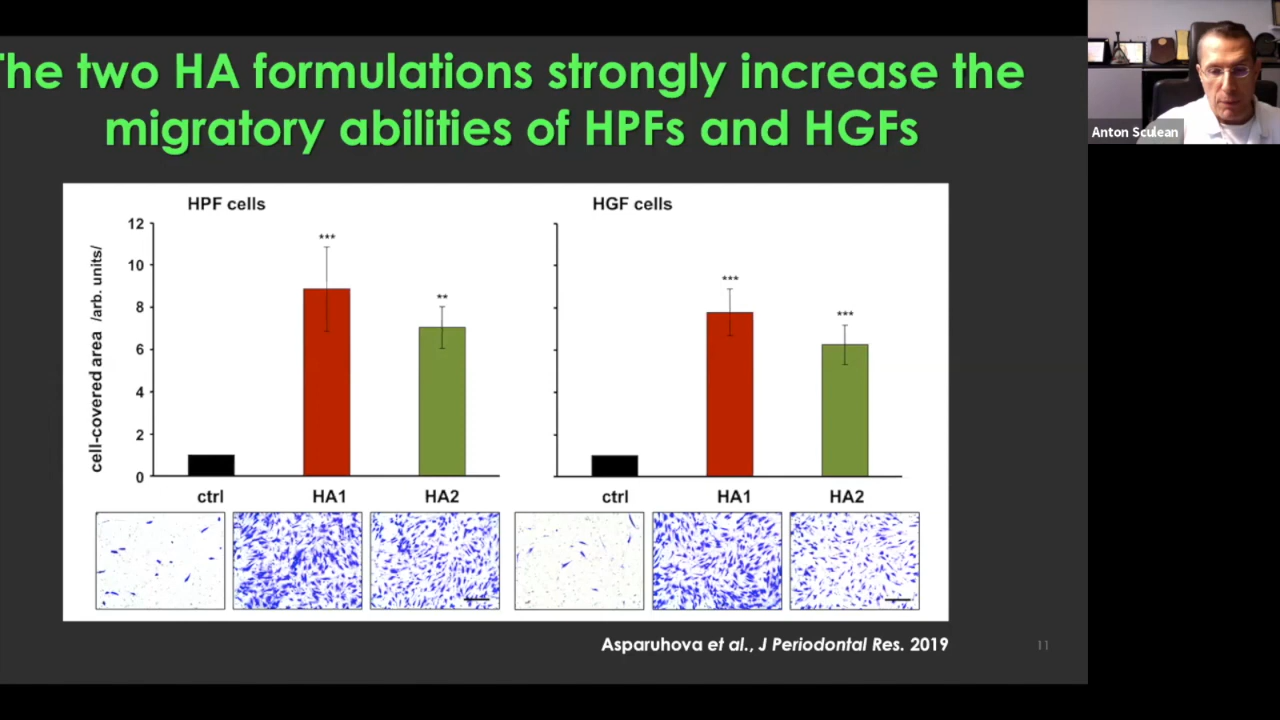 The two HA formulations strongly increase the
migratory abilities of HPFs and HGFs
Anton Sculean
HPF cells
HGF cells
cell-covered area /arb. units/
12
10
8
6
4
2
0
***
**
***
***
ctrl
HA1
HA2
ctrl
HA1
HA2
Asparuhova et al., J Periodontal Res. 2019
11